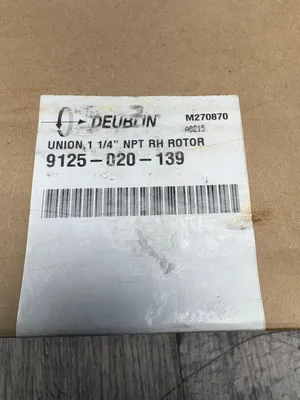 DEUBLIN M270870
A0215
UNION,1 1/4" NPT RH ROTOR
9125-020-139